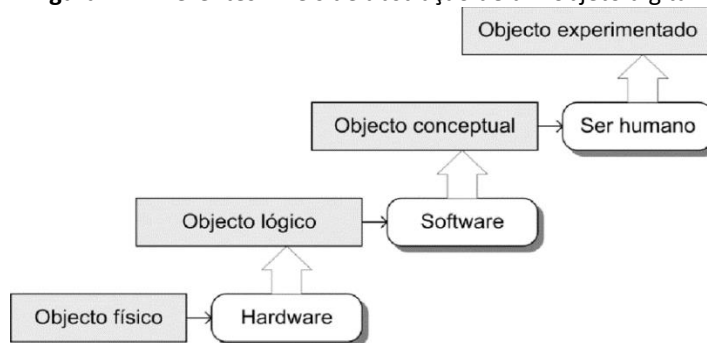 Objecto experimentado
Objecto conceptual
Ser humano
Objecto lógico
Software
Objecto físico
Hardware